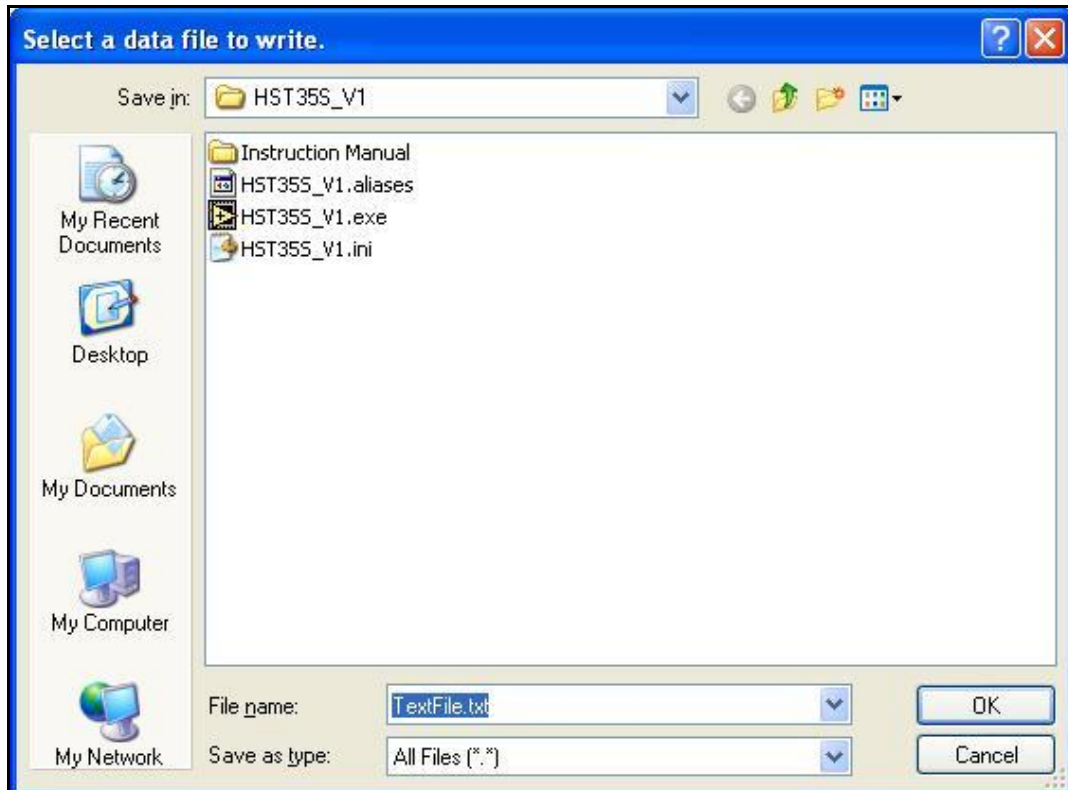 Select a data file to write.
Save in: HST35S_V1
My Recent
Documents
Desktop
My Documents
My Computer
My Network
Instruction Manual
HST35S_V1.aliases
HST35S_V1.exe
HST35S_V1.ini
File name: TextFile.txt OK
Save as type: All Files (*.*) Cancel